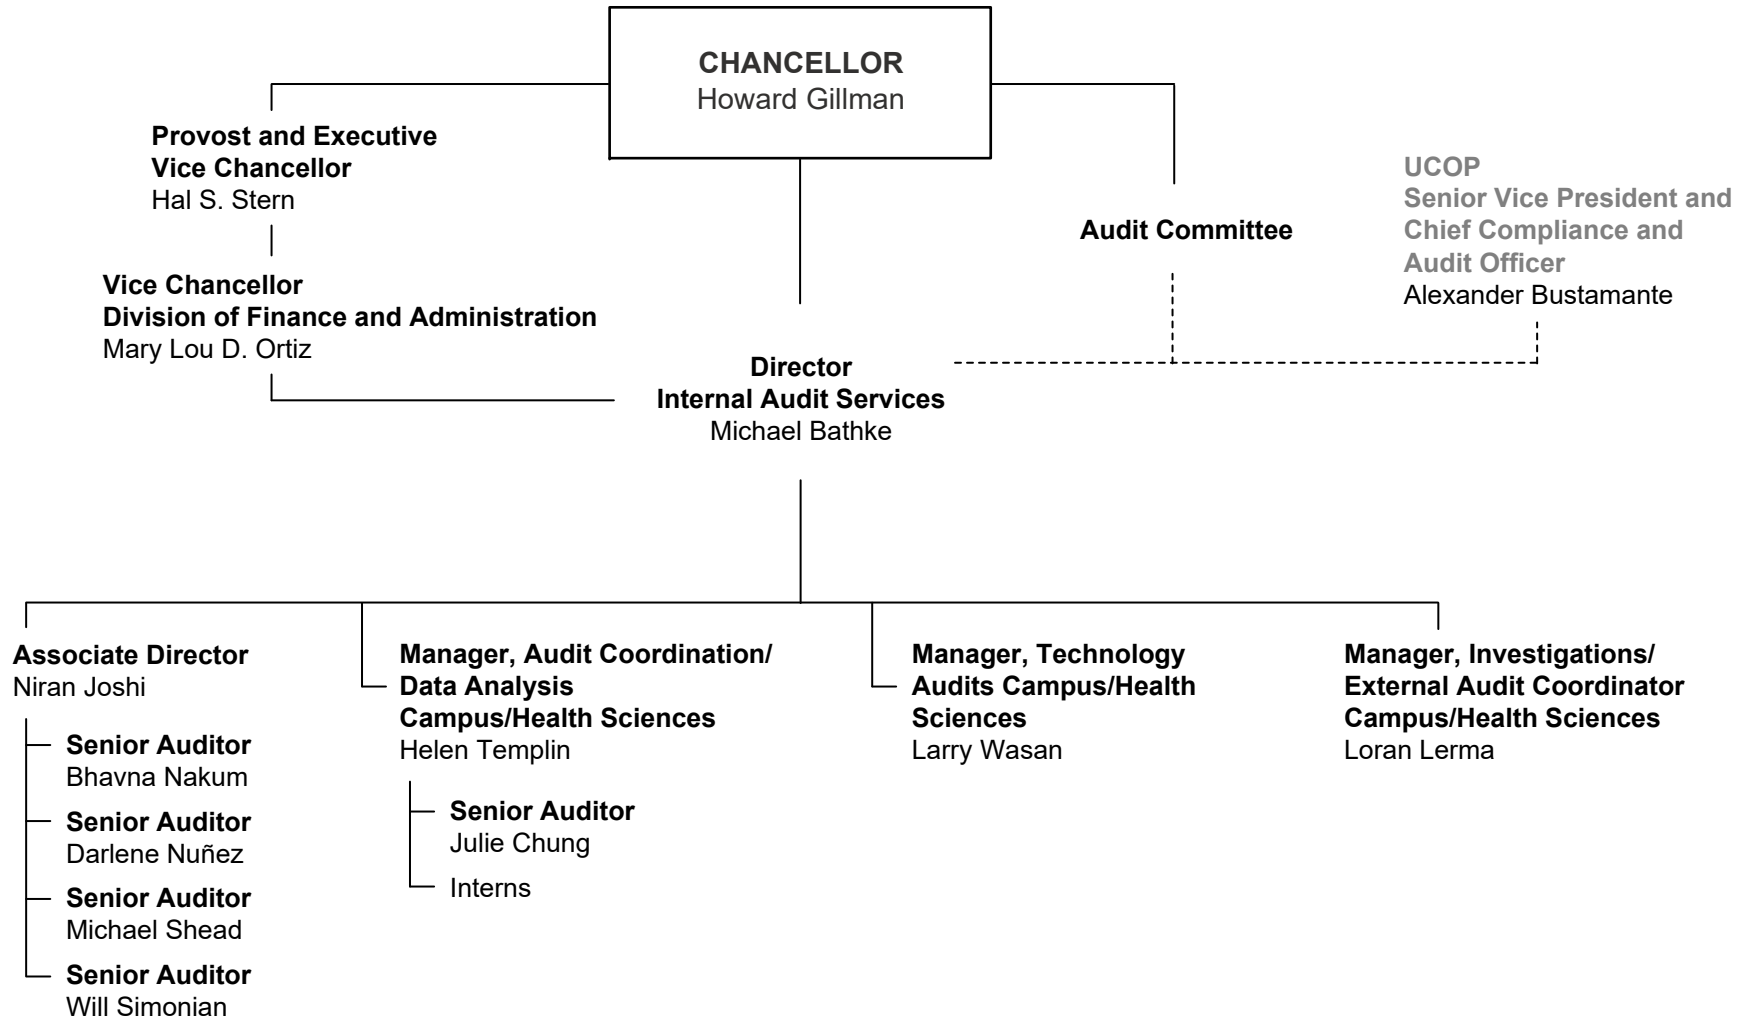 CHANCELLOR
Howard Gillman
Provost and Executive
Vice Chancellor
Hal S. Stern
Vice Chancellor
Division of Finance and Administration
Mary Lou D. Ortiz
Audit Committee
UCOP
Senior Vice President and
Chief Compliance and
Audit Officer
Alexander Bustamante
Director
Internal Audit Services
Michael Bathke
Associate Director
Niran Joshi
Senior Auditor
Bhavna Nakum
Senior Auditor
Darlene Nuñez
Senior Auditor
Michael Shead
Senior Auditor
Will Simonian
Manager, Audit Coordination/
Data Analysis
Campus/Health Sciences
Helen Templin
Senior Auditor
Julie Chung
Interns
Manager, Technology
Audits Campus/Health
Sciences
Larry Wasan
Manager, Investigations/
External Audit Coordinator
Campus/Health Sciences
Loran Lerma